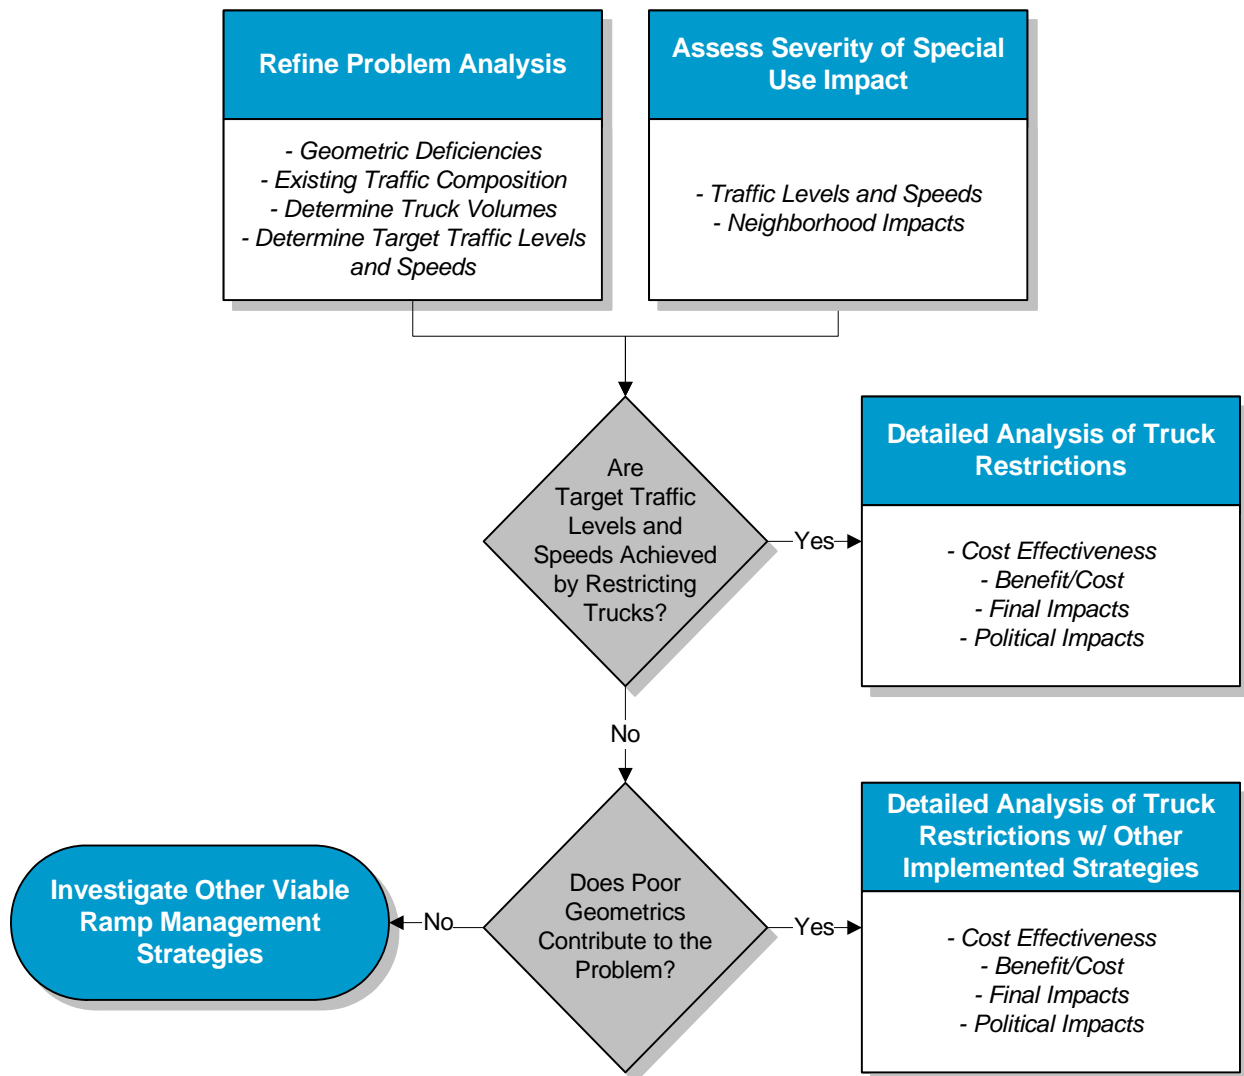 Refine Problem Analysis
- Geometric Deficiencies
- Existing Traffic Composition
- Determine Truck Volumes
- Determine Target Traffic Levels
and Speeds
Assess Severity of Special
Use Impact
- Traffic Levels and Speeds
- Neighborhood Impacts
Are
Target Traffic
Levels and
Speeds Achieved
by Restricting
Trucks?
Yes
Detailed Analysis of Truck
Restrictions
- Cost Effectiveness
- Benefit/Cost
- Final Impacts
- Political Impacts
No
Does Poor
Geometrics
Contribute to the
Problem?
Yes
Detailed Analysis of Truck
Restrictions w/ Other
Implemented Strategies
- Cost Effectiveness
- Benefit/Cost
- Final Impacts
- Political Impacts
No
Investigate Other Viable
Ramp Management
Strategies